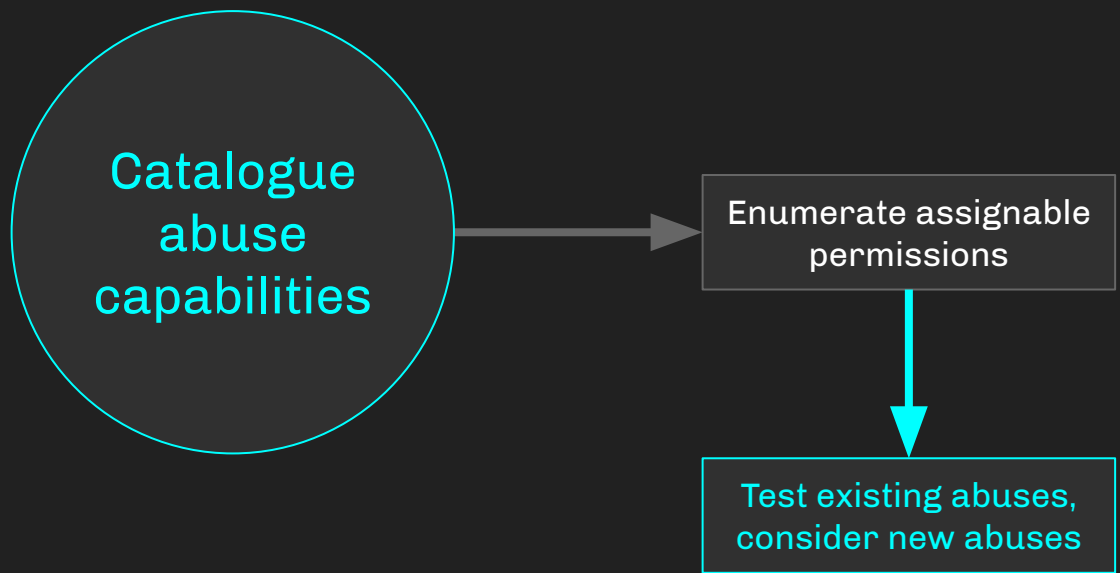 Catalogue
abuse
capabilities
Enumerate assignable
permissions
Test existing abuses,
consider new abuses